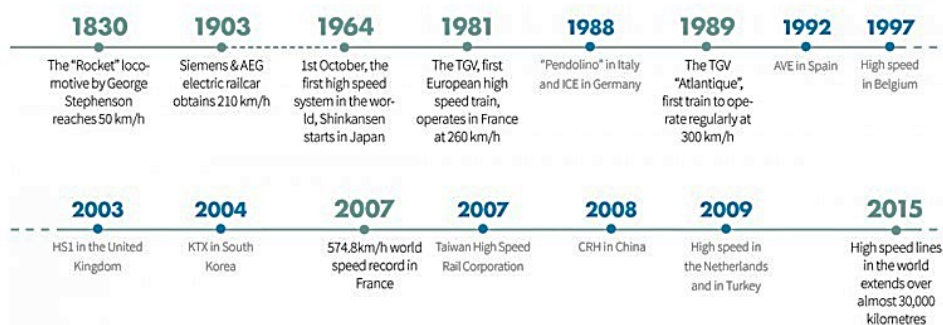 1830
The "Rocket" loco-
motive by George
Stephenson
reaches 50 km/h
1903
Siemens & AEG
electric railcar
obtains 210 km/h
1964
1st October, the
first high speed
system in the wor-
ld, Shinkansen
starts in Japan
1981
The TGV, first
European high
speed train,
operates in France
at 260 km/h
1988
"Pendolino" in Italy
and ICE in Germany
1989
The TGV
"Atlantique",
first train to ope-
rate regularly at
300 km/h
1992
AVE in Spain
1997
High speed
in Belgium
2003
HS1 in the United
Kingdom
2004
KTX in South
Korea
2007
574.8km/h world
speed record in
France
2007
Taiwan High Speed
Rail Corporation
2008
CRH in China
2009
High speed in
the Netherlands
and in Turkey
2015
High speed lines
in the world
extends over
almost 30,000
kilometres